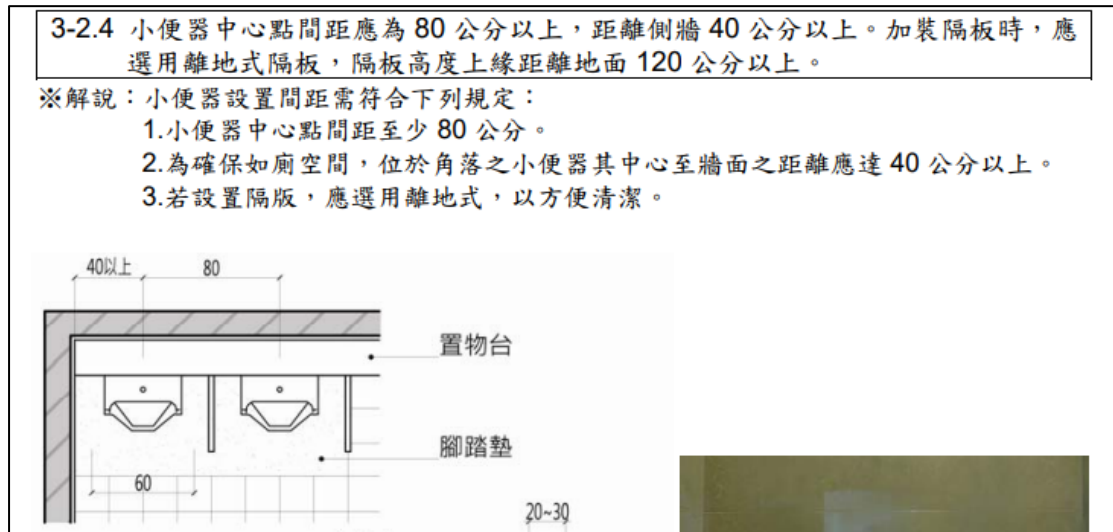 3-2.4 小便器中心點間距應為 80 公分以上，距離側牆 40 公分以上。加裝隔板時，應
選用離地式隔板，隔板高度上緣距離地面 120 公分以上。
※解說：小便器設置間距需符合下列規定：
1.小便器中心點間距至少 80 公分。
2.為確保如廁空間，位於角落之小便器其中心至牆面之距離應達 40 公分以上。
3.若設置隔版，應選用離地式，以方便清潔。
40以上
80
置物台
腳踏墊
60
20~30